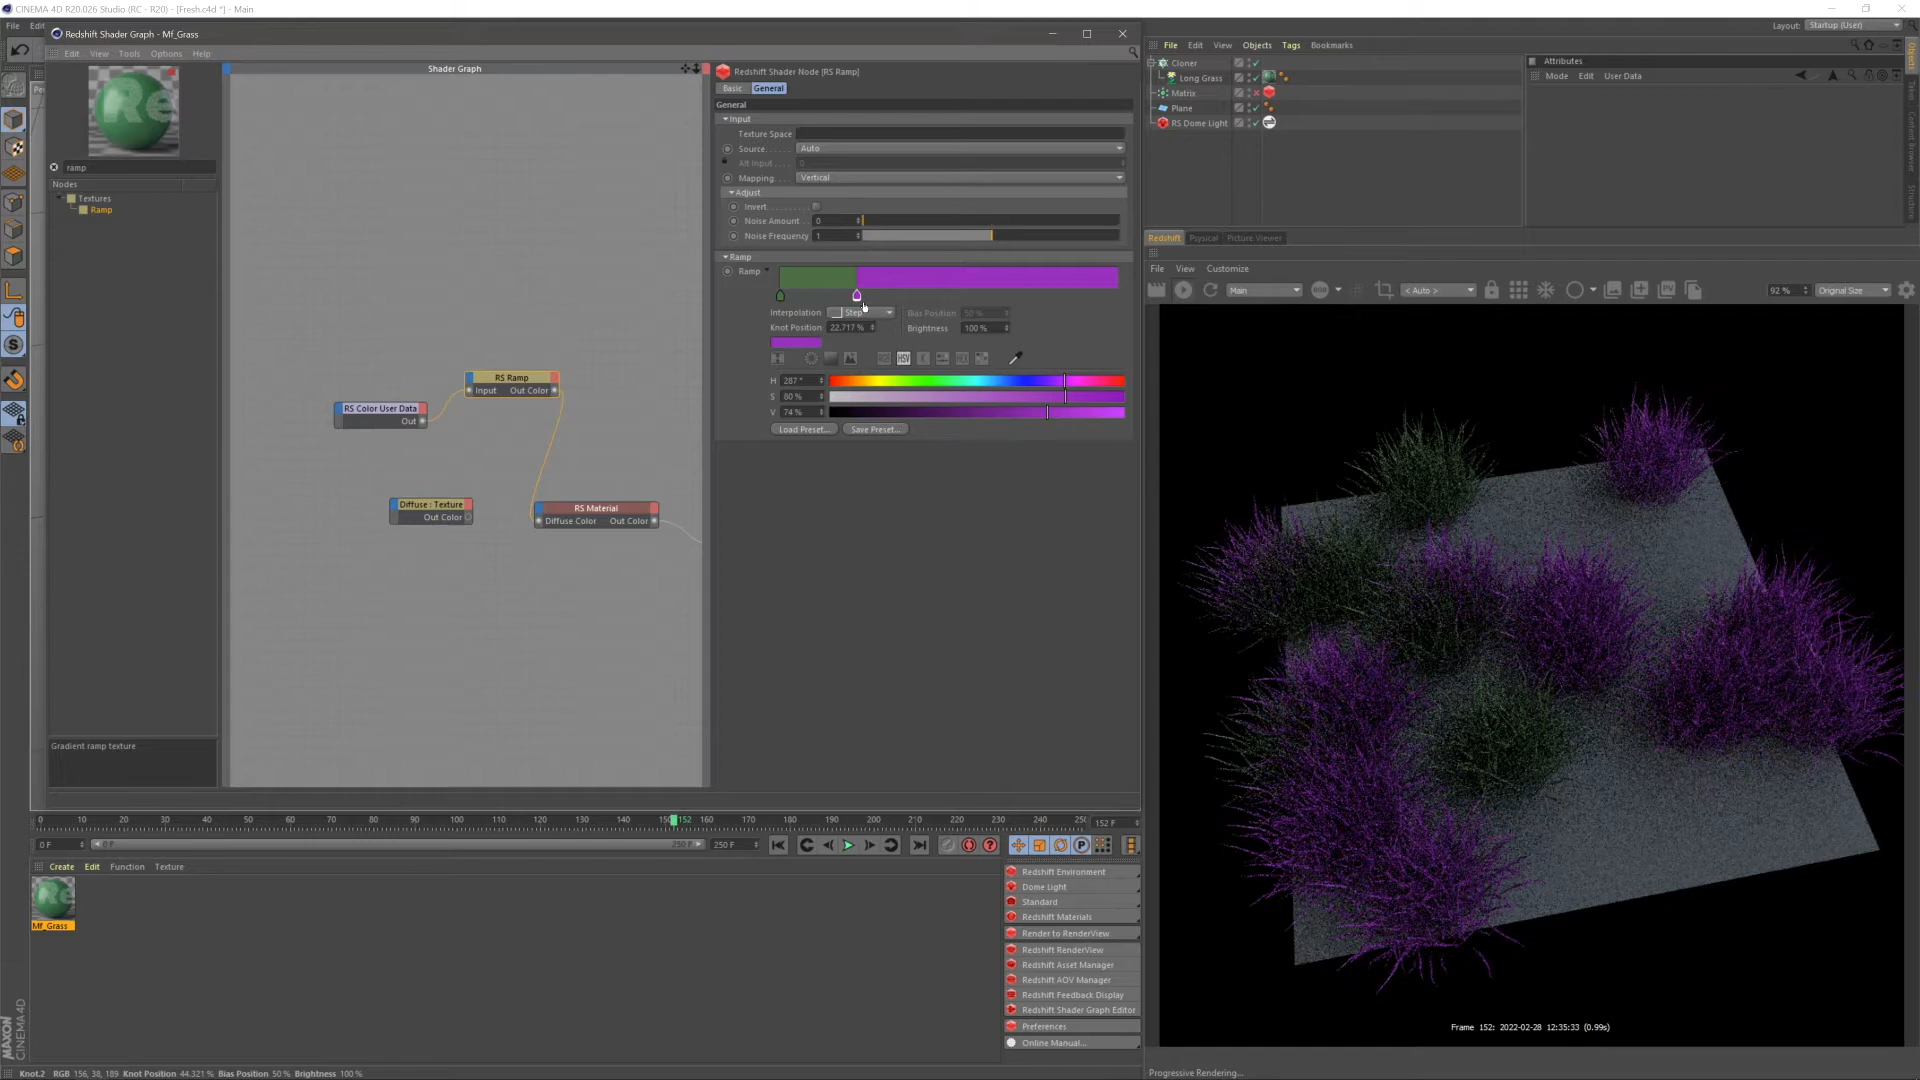 CINEMA 4D R20.026 Studio (RC - R20) - [Fresh.c4d *] - Main
File Edit
Layout: Startup (User)
Redshift Shader Graph - Mf_Grass
Edit View Tools Options Help
ramp
Nodes
Textures
Ramp
Gradient ramp texture
Shader Graph
RS Ramp
Input Out Color
RS Color User Data
Out
Diffuse : Texture
Out Color
RS Material
Diffuse Color Out Color
Redshift Shader Node [RS Ramp]
Basic General
General
Input
Texture Space
Source...... Auto
Alt Input.... 0
Mapping.... Vertical
Adjust
Invert..........
Noise Amount .. 0
Noise Frequency 1
Ramp
Ramp
Interpolation Step Bias Position 50 %
Knot Position 22.717 % Brightness 100 %
HSV
H 287 °
S 80 %
V 74 %
Load Preset... Save Preset...
File Edit View Objects Tags Bookmarks
Cloner
Long Grass
Matrix
Plane
RS Dome Light
Attributes
Mode Edit User Data
Objects
Content Browser
Structure
Redshift Psyical Picture Viewer
File View Customize
Main < Auto > 92 % Original Size
Frame 152: 2022-02-28 12:35:33 (0.99s)
Progressive Rendering...
0 10 20 30 40 50 60 70 80 90 100 110 120 130 140 152 160 170 180 190 200 210 220 230 240 152 F
0 F 0 F 250 F 250 F
Create Edit Function Texture
Mf_Grass
Redshift Environment
Dome Light
Standard
Redshift Materials
Render to RenderView
Redshift RenderView
Redshift Asset Manager
Redshift AOV Manager
Redshift Feedback Display
Redshift Shader Graph Editor
Preferences
Online Manual...
MAXON
CINEMA 4D
Knot.2 RGB 156, 38, 189 Knot Position 44.321 % Bias Position 50 % Brightness 100 %